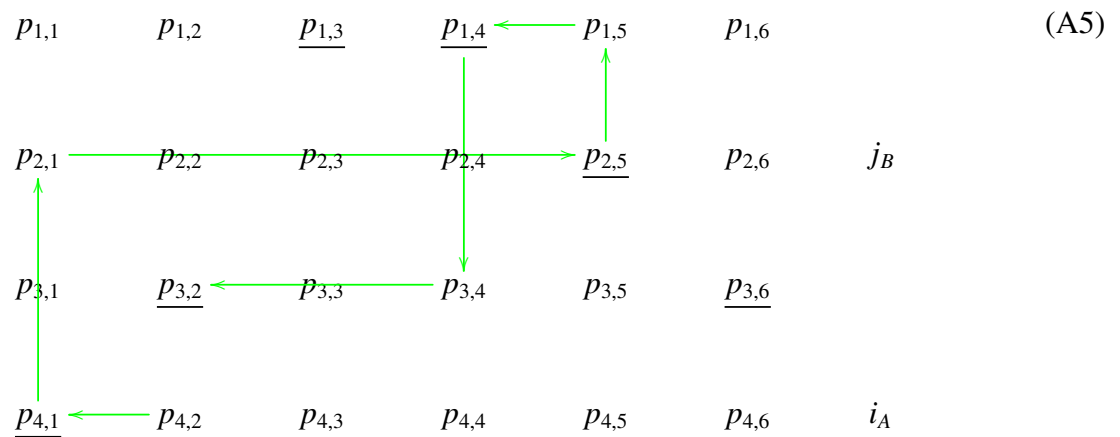 p1,1 p1,2 p1,3 p1,4 p1,5 p1,6 (A5)
p2,1 p2,2 p2,3 p2,4 p2,5 p2,6 jB
p3,1 p3,2 p3,3 p3,4 p3,5 p3,6
p4,1 p4,2 p4,3 p4,4 p4,5 p4,6 iA